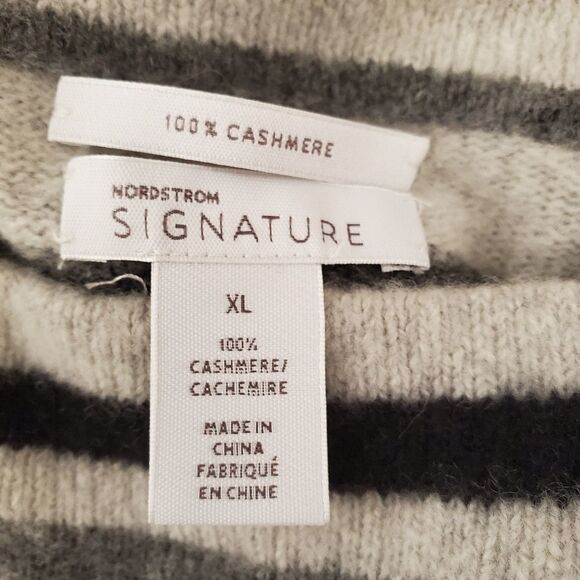 100% CASHMERE
NORDSTROM
SIGNATURE
XL
100%
CASHMERE/
CACHEMIRE
MADE IN
CHINA
FABRIQUÉ
EN CHINE